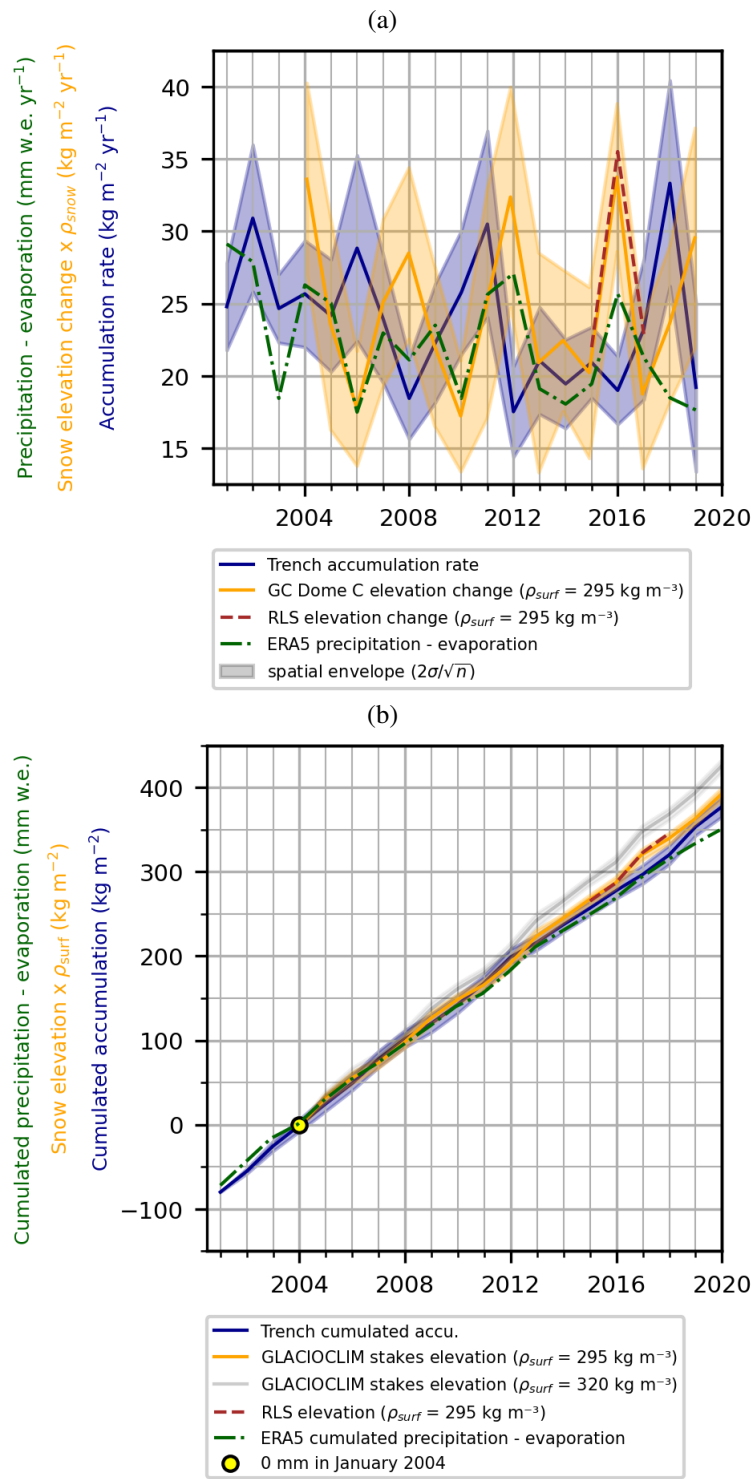 (a)
Precipitation - evaporation (mm w.e. yr⁻¹)
Snow elevation change x ρsnow (kg m⁻² yr⁻¹)
Accumulation rate (kg m⁻² yr⁻¹)
40
35
30
25
20
15
2004 2008 2012 2016 2020
Trench accumulation rate
GC Dome C elevation change (ρsurf = 295 kg m⁻³)
RLS elevation change (ρsurf = 295 kg m⁻³)
ERA5 precipitation - evaporation
spatial envelope (2σ/√n)
(b)
Cumulated precipitation - evaporation (mm w.e.)
Snow elevation x ρsurf (kg m⁻²)
Cumulated accumulation (kg m⁻²)
400
300
200
100
0
−100
2004 2008 2012 2016 2020
Trench cumulated accu.
GLACIOCLIM stakes elevation (ρsurf = 295 kg m⁻³)
GLACIOCLIM stakes elevation (ρsurf = 320 kg m⁻³)
RLS elevation (ρsurf = 295 kg m⁻³)
ERA5 cumulated precipitation - evaporation
0 mm in January 2004